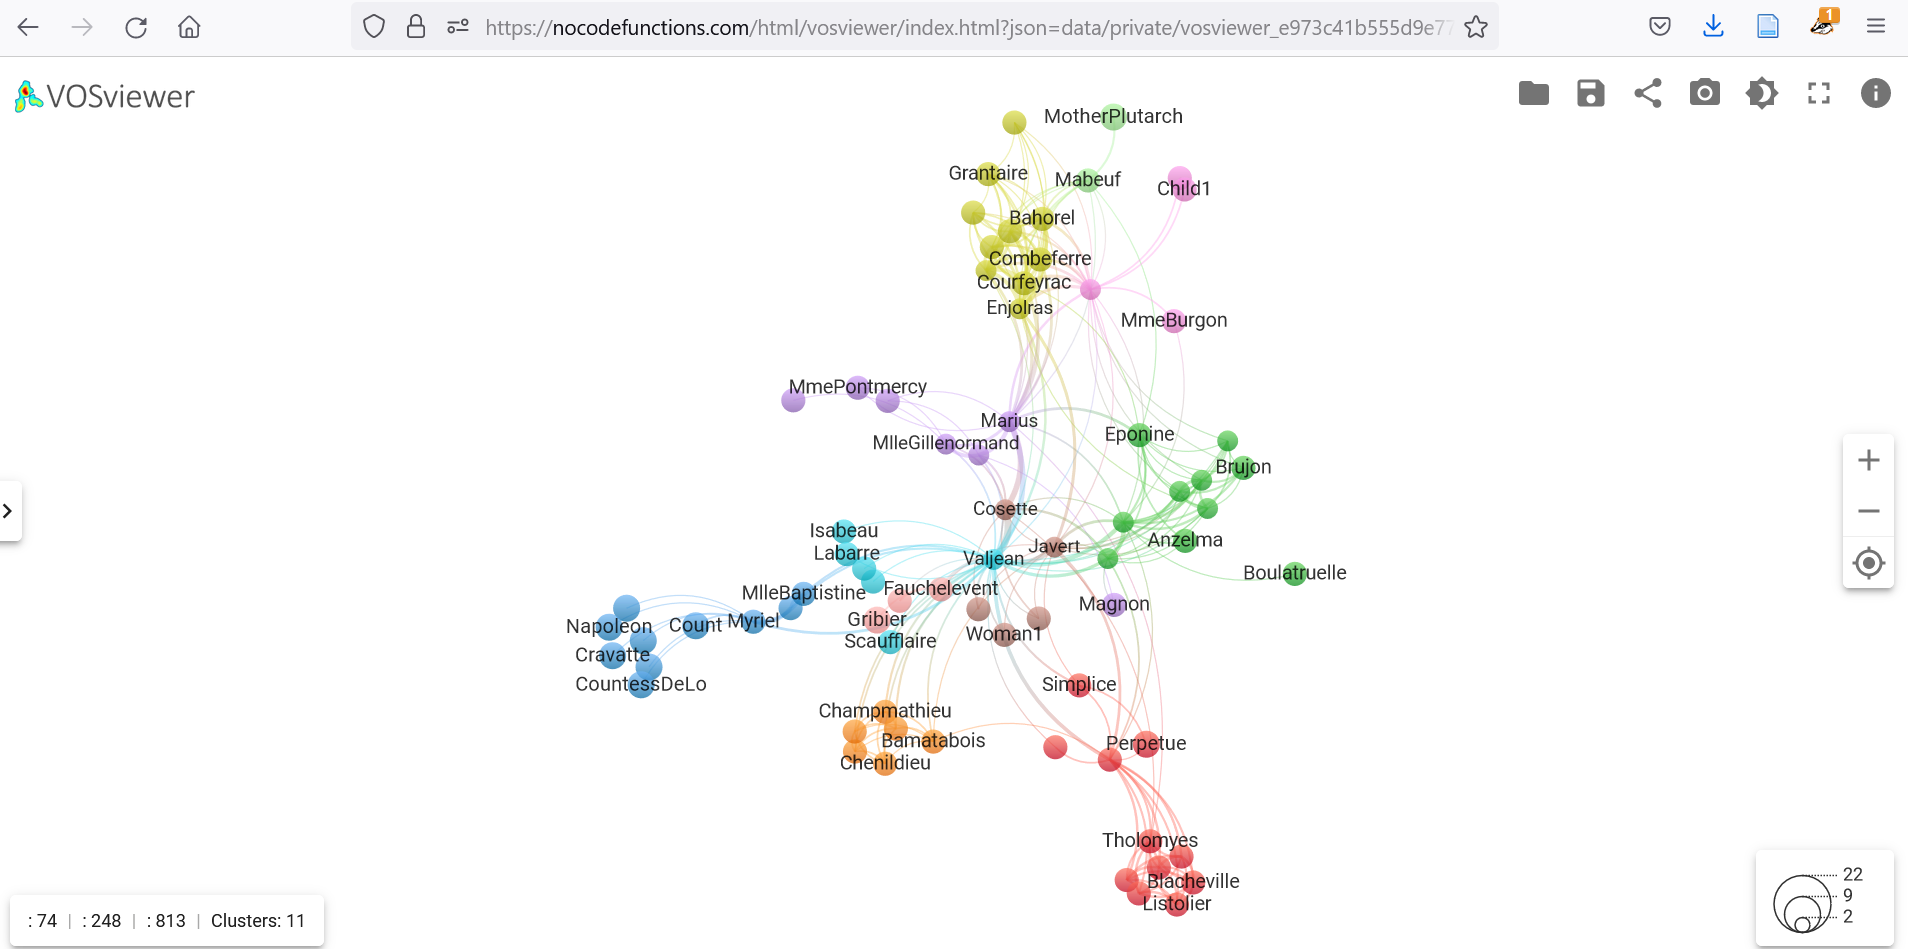 https://nocodefunctions.com/html/vosviewer/index.html?json=data/private/vosviewer_e973c41b555d9e77
1
VOSviewer
MotherPlutarch
Grantaire
Mabeuf
Child1
Bahorel
Combeferre
Courfeyrac
Enjolras
MmeBurgon
MmePontmercy
Marius
MlleGillenormand
Eponine
Brujon
Cosette
Isabeau
Labarre
Valjean
Javert
Anzelma
Boulatruelle
MlleBaptistine
Fauchelevent
Magnon
Napoleon
Count
Myriel
Gribier
Woman1
Scaufflaire
Cravatte
CountessDeLo
Simplice
Champmathieu
Bamatabois
Perpetue
Chenildieu
Tholomyes
Blacheville
Listolier
22
9
2
: 74 | : 248 | : 813 | Clusters: 11